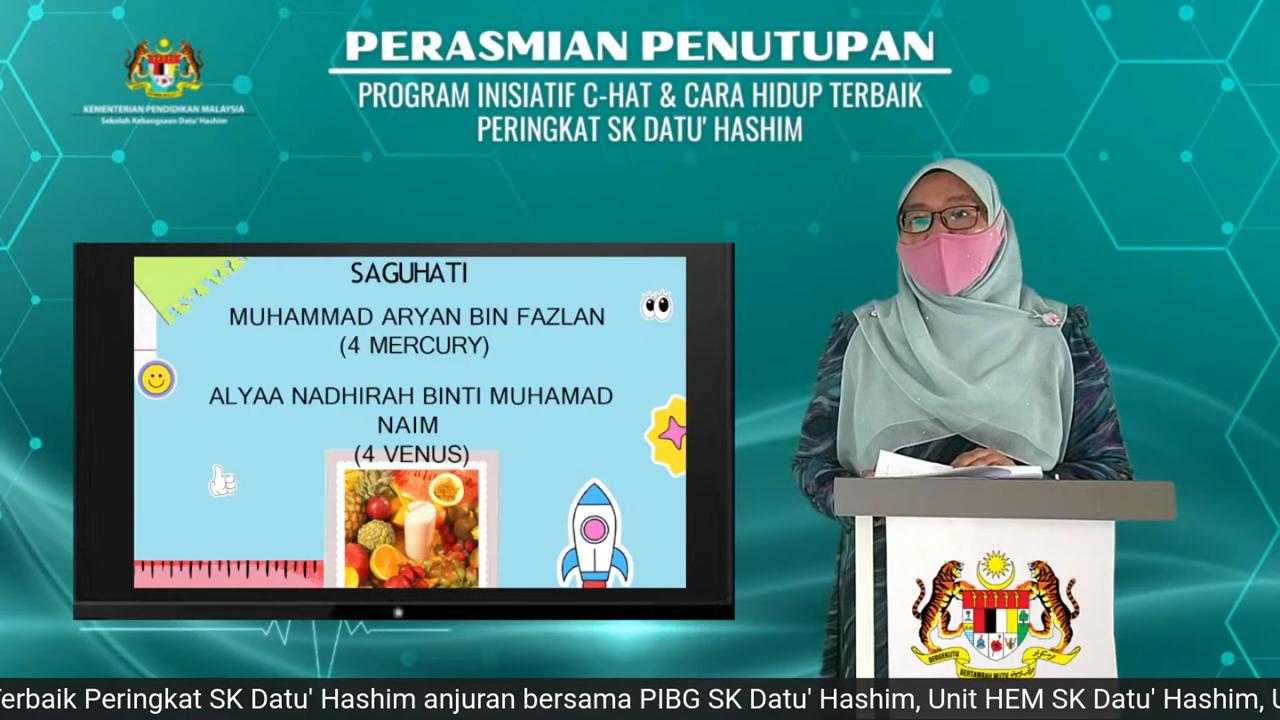 PERASMIAN PENUTUPAN
PROGRAM INISIATIF C-HAT & CARA HIDUP TERBAIK
PERINGKAT SK DATU' HASHIM
KEMENTERIAN PENDIDIKAN MALAYSIA
Sekolah Kebangsaan Datu' Hashim
SAGUHATI
MUHAMMAD ARYAN BIN FAZLAN
(4 MERCURY)
ALYAA NADHIRAH BINTI MUHAMAD
NAIM
(4 VENUS)
BERSEKUTU
BERTAMBAH MUTU
Terbaik Peringkat SK Datu' Hashim anjuran bersama PIBG SK Datu' Hashim, Unit HEM SK Datu' Hashim, U